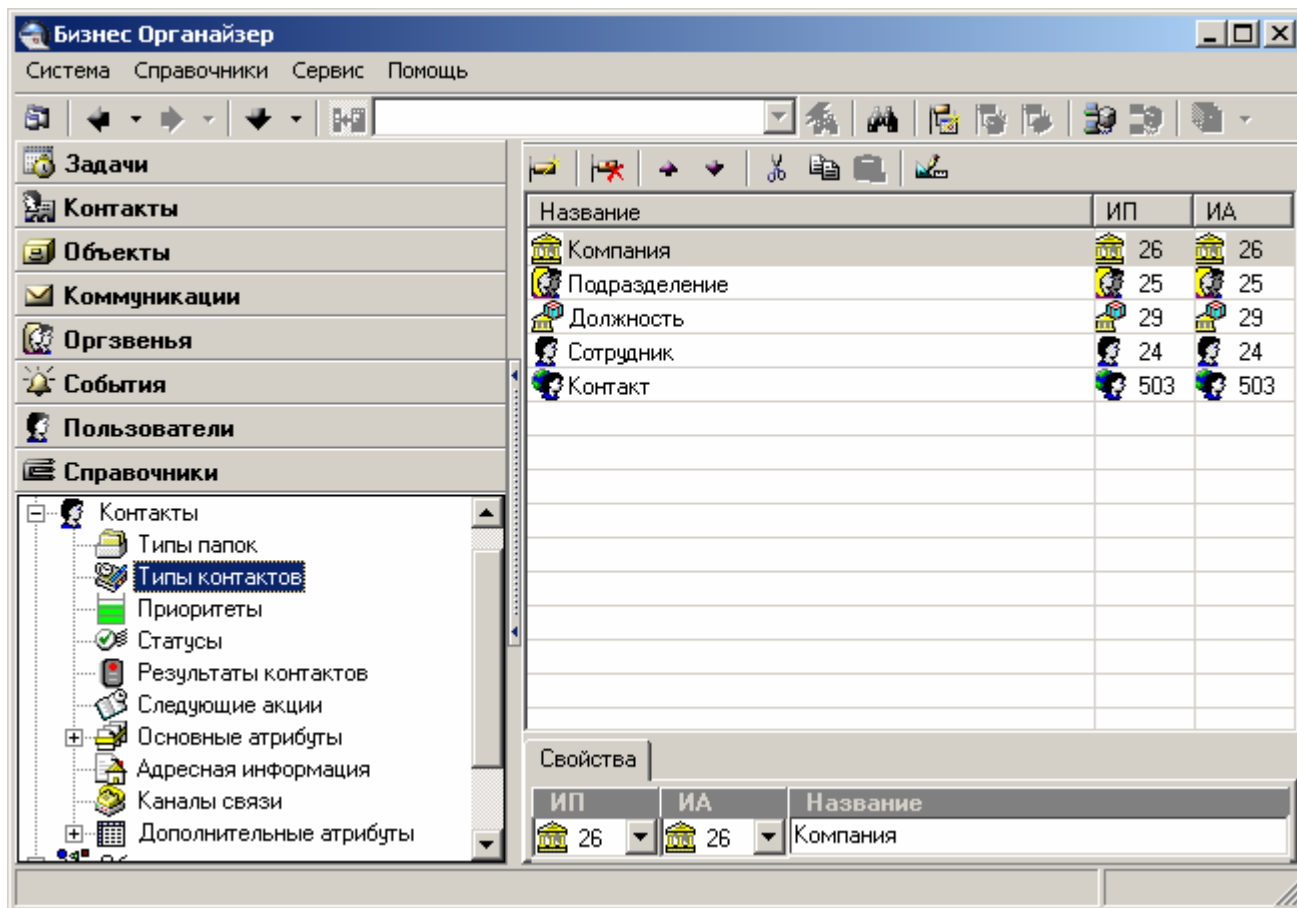 Бизнес Органайзер
Система Справочники Сервис Помощь
Задачи
Контакты
Объекты
Коммуникации
Оргзвенья
События
Пользователи
Справочники
Контакты
Типы папок
Типы контактов
Приоритеты
Статусы
Результаты контактов
Следующие акции
Основные атрибуты
Адресная информация
Каналы связи
Дополнительные атрибуты
Название ИП ИА
Компания 26 26
Подразделение 25 25
Должность 29 29
Сотрудник 24 24
Контакт 503 503
Свойства
ИП ИА Название
26 26 Компания